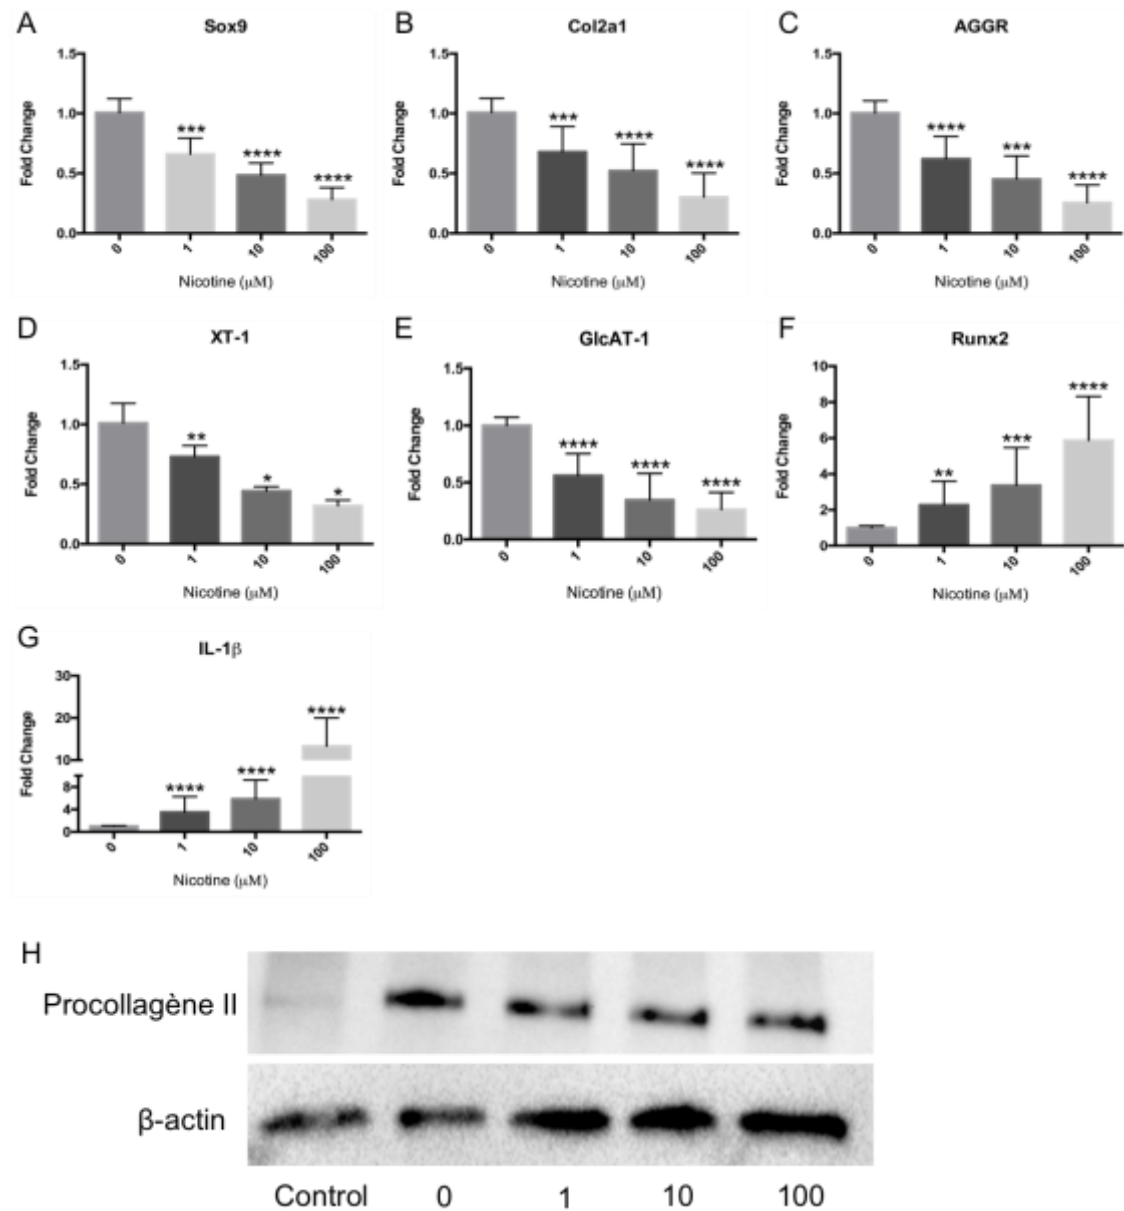 A
Sox9
Fold Change
1.5
1.0
0.5
0.0
***
****
****
0
1
10
100
Nicotine (μM)
B
Col2a1
Fold Change
1.5
1.0
0.5
0.0
***
****
****
0
1
10
100
Nicotine (μM)
C
AGGR
Fold Change
1.5
1.0
0.5
0.0
****
***
****
0
1
10
100
Nicotine (μM)
D
XT-1
Fold Change
1.5
1.0
0.5
0.0
**
*
*
0
1
10
100
Nicotine (μM)
E
GlcAT-1
Fold Change
1.5
1.0
0.5
0.0
****
****
****
0
1
10
100
Nicotine (μM)
F
Runx2
Fold Change
10
8
6
4
2
0
**
***
****
0
1
10
100
Nicotine (μM)
G
IL-1β
Fold Change
30
20
10
8
4
0
****
****
****
0
1
10
100
Nicotine (μM)
H
Procollagène II
β-actin
Control 0 1 10 100